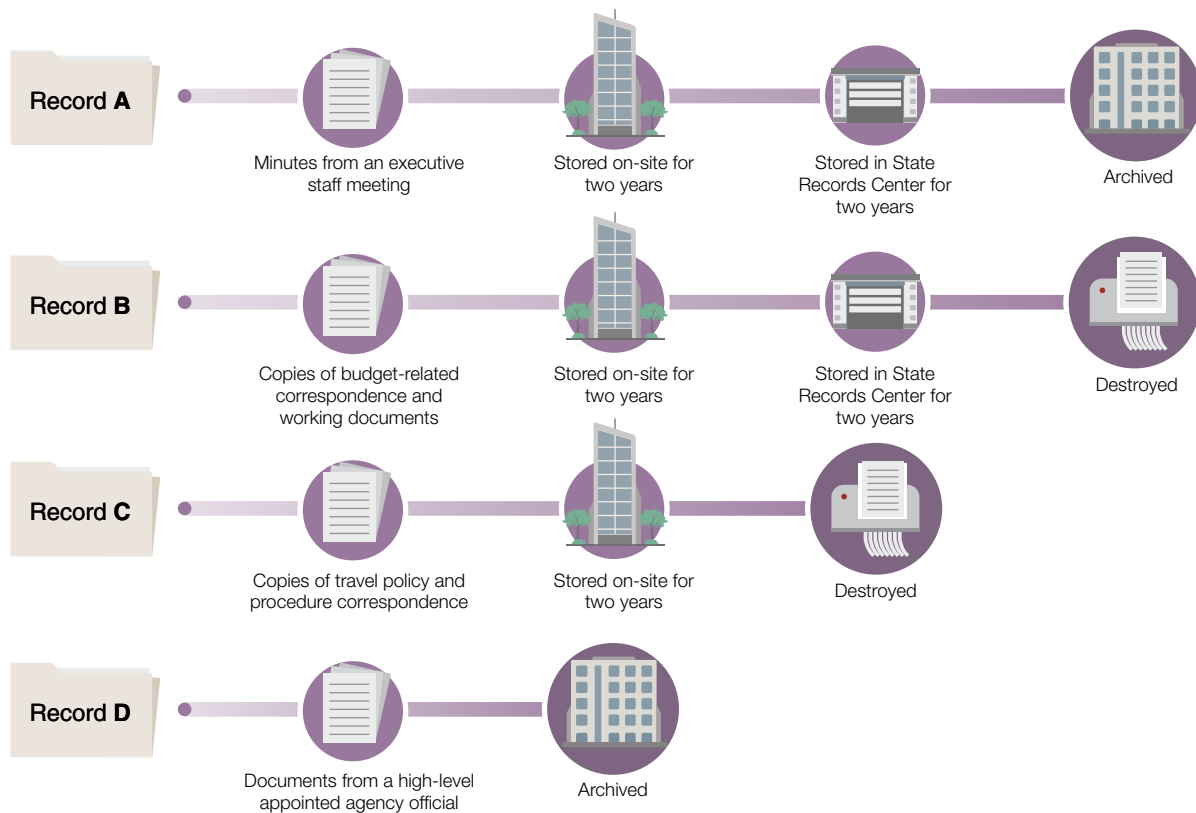 Record A
Minutes from an executive
staff meeting
Stored on-site for
two years
Stored in State
Records Center for
two years
Archived
Record B
Copies of budget-related
correspondence and
working documents
Stored on-site for
two years
Stored in State
Records Center for
two years
Destroyed
Record C
Copies of travel policy and
procedure correspondence
Stored on-site for
two years
Destroyed
Record D
Documents from a high-level
appointed agency official
Archived